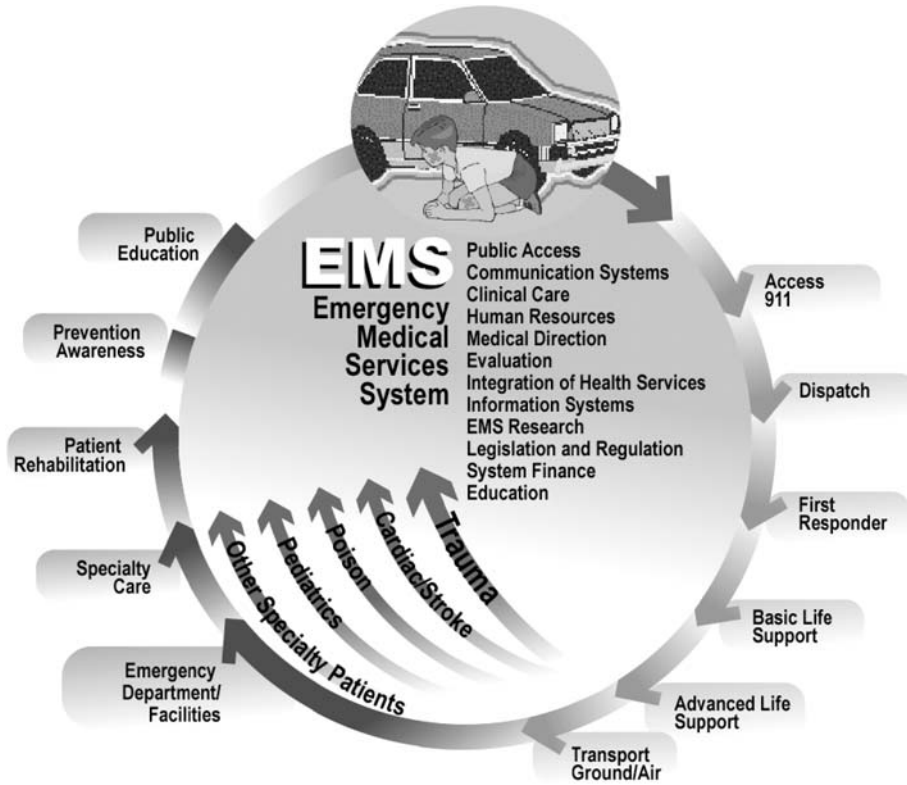 EMS
Emergency
Medical
Services
System
Public Access
Communication Systems
Clinical Care
Human Resources
Medical Direction
Evaluation
Integration of Health Services
Information Systems
EMS Research
Legislation and Regulation
System Finance
Education
Access
911
Dispatch
First
Responder
Basic Life
Support
Advanced Life
Support
Transport
Ground/Air
Emergency
Department/
Facilities
Specialty
Care
Patient
Rehabilitation
Prevention
Awareness
Public
Education
Other Specialty Patients
Pediatrics
Poison
Cardiac/Stroke
Trauma